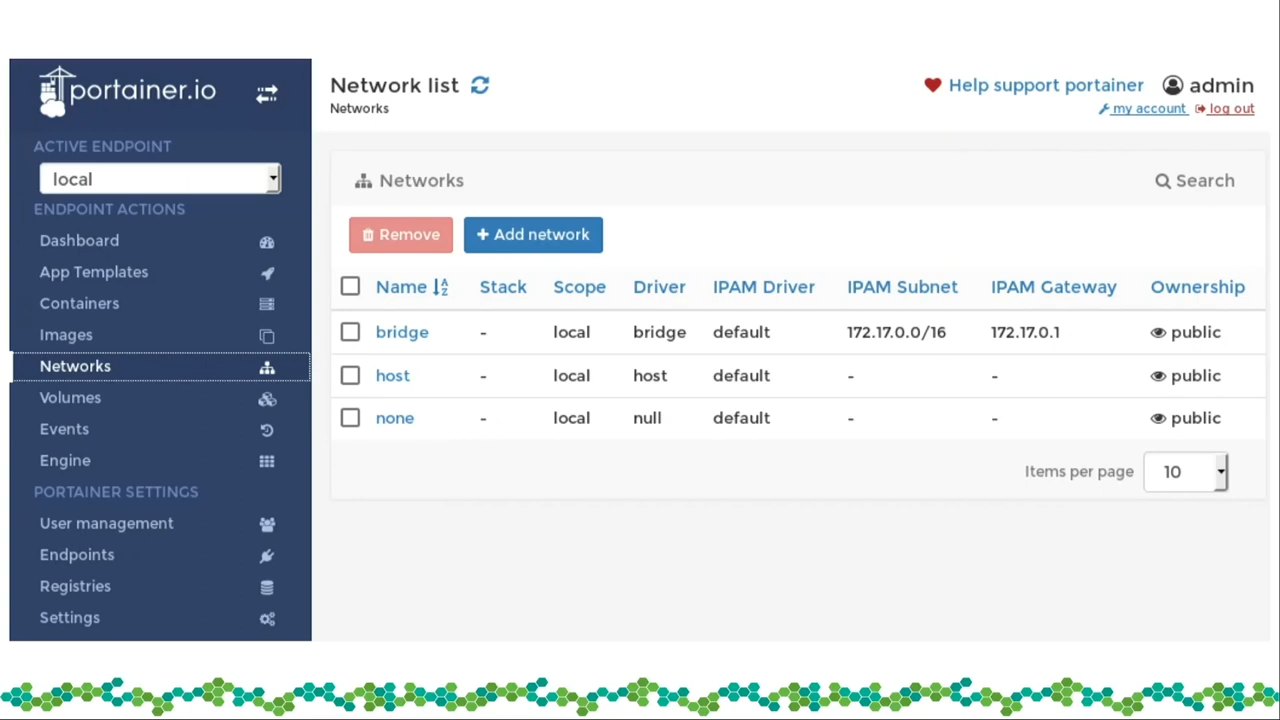 portainer.io
ACTIVE ENDPOINT
local
ENDPOINT ACTIONS
Dashboard
App Templates
Containers
Images
Networks
Volumes
Events
Engine
PORTAINER SETTINGS
User management
Endpoints
Registries
Settings
Network list
Networks
Help support portainer admin
my account log out
Networks Search
Remove + Add network
Name Stack Scope Driver IPAM Driver IPAM Subnet IPAM Gateway Ownership
bridge - local bridge default 172.17.0.0/16 172.17.0.1 public
host - local host default - - public
none - local null default - - public
Items per page 10